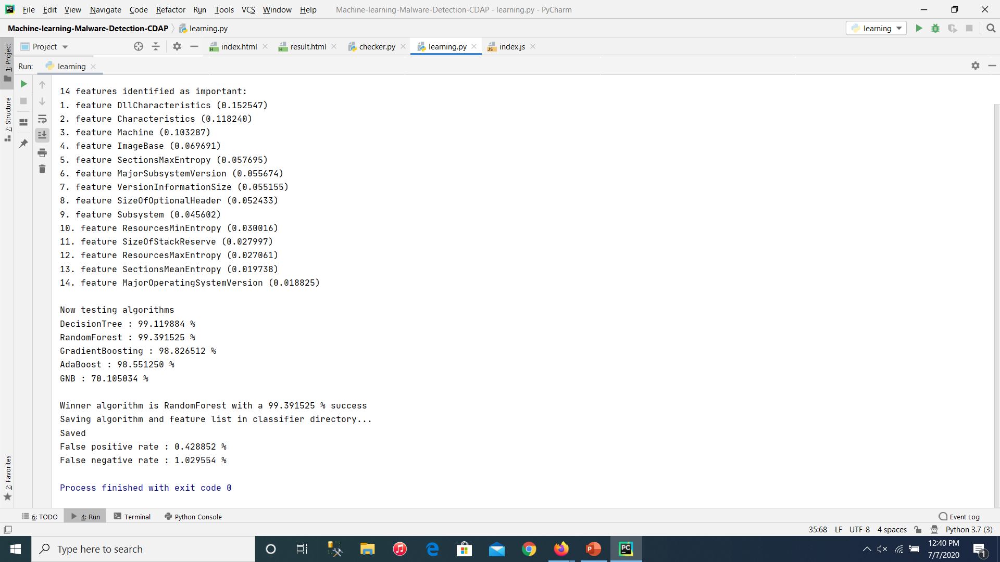 File Edit View Navigate Code Refactor Run Tools VCS Window Help Machine-learning-Malware-Detection-CDAP - learning.py - PyCharm
Machine-learning-Malware-Detection-CDAP learning.py learning
Project index.html result.html checker.py learning.py index.js
1: Project
7: Structure
2: Favorites
Run: learning
14 features identified as important:
1. feature DllCharacteristics (0.152547)
2. feature Characteristics (0.118240)
3. feature Machine (0.103287)
4. feature ImageBase (0.069691)
5. feature SectionsMaxEntropy (0.057695)
6. feature MajorSubsystemVersion (0.055674)
7. feature VersionInformationSize (0.055155)
8. feature SizeOfOptionalHeader (0.052433)
9. feature Subsystem (0.045602)
10. feature ResourcesMinEntropy (0.030016)
11. feature SizeOfStackReserve (0.027997)
12. feature ResourcesMaxEntropy (0.027061)
13. feature SectionsMeanEntropy (0.019738)
14. feature MajorOperatingSystemVersion (0.018825)
Now testing algorithms
DecisionTree : 99.119884 %
RandomForest : 99.391525 %
GradientBoosting : 98.826512 %
AdaBoost : 98.551250 %
GNB : 70.105034 %
Winner algorithm is RandomForest with a 99.391525 % success
Saving algorithm and feature list in classifier directory...
Saved
False positive rate : 0.428852 %
False negative rate : 1.029554 %
Process finished with exit code 0
6: TODO 4: Run Terminal Python Console Event Log
35:68 LF UTF-8 4 spaces Python 3.7 (3)
Type here to search
12:40 PM
7/7/2020
1